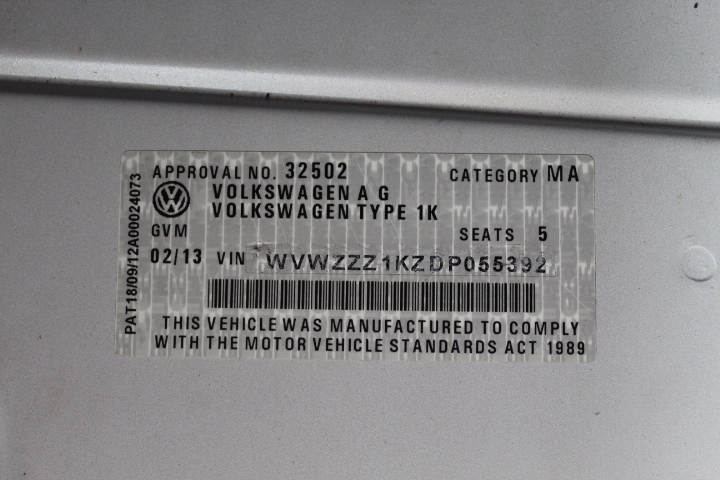 APPROVAL NO. 32502 CATEGORY MA
VOLKSWAGEN A G
VOLKSWAGEN TYPE 1K
GVM SEATS 5
02/13 VIN WVWZZZ1KZDP055392
THIS VEHICLE WAS MANUFACTURED TO COMPLY
WITH THE MOTOR VEHICLE STANDARDS ACT 1989
PAT18/09/12A00024073